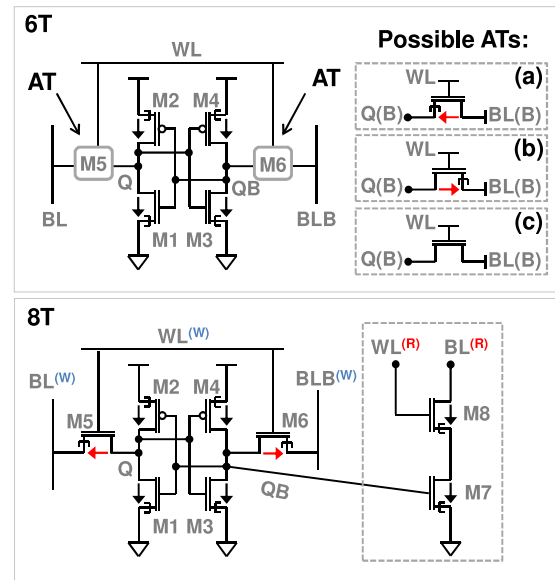 6T
Possible ATs:
WL
AT
AT
M2
M4
M5
M6
Q
QB
BL
BLB
M1
M3
WL
(a)
Q(B)
BL(B)
WL
(b)
Q(B)
BL(B)
WL
(c)
Q(B)
BL(B)
8T
WL(W)
BL(W)
BLB(W)
M2
M4
M5
M6
Q
QB
M1
M3
WL(R)
BL(R)
M8
M7